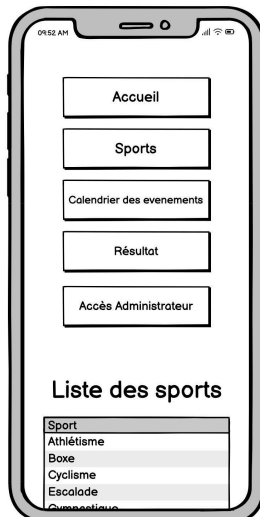 09:52 AM
Accueil
Sports
Calendrier des evenements
Résultat
Accès Administrateur
Liste des sports
Sport
Athlétisme
Boxe
Cyclisme
Escalade
Gymnastique